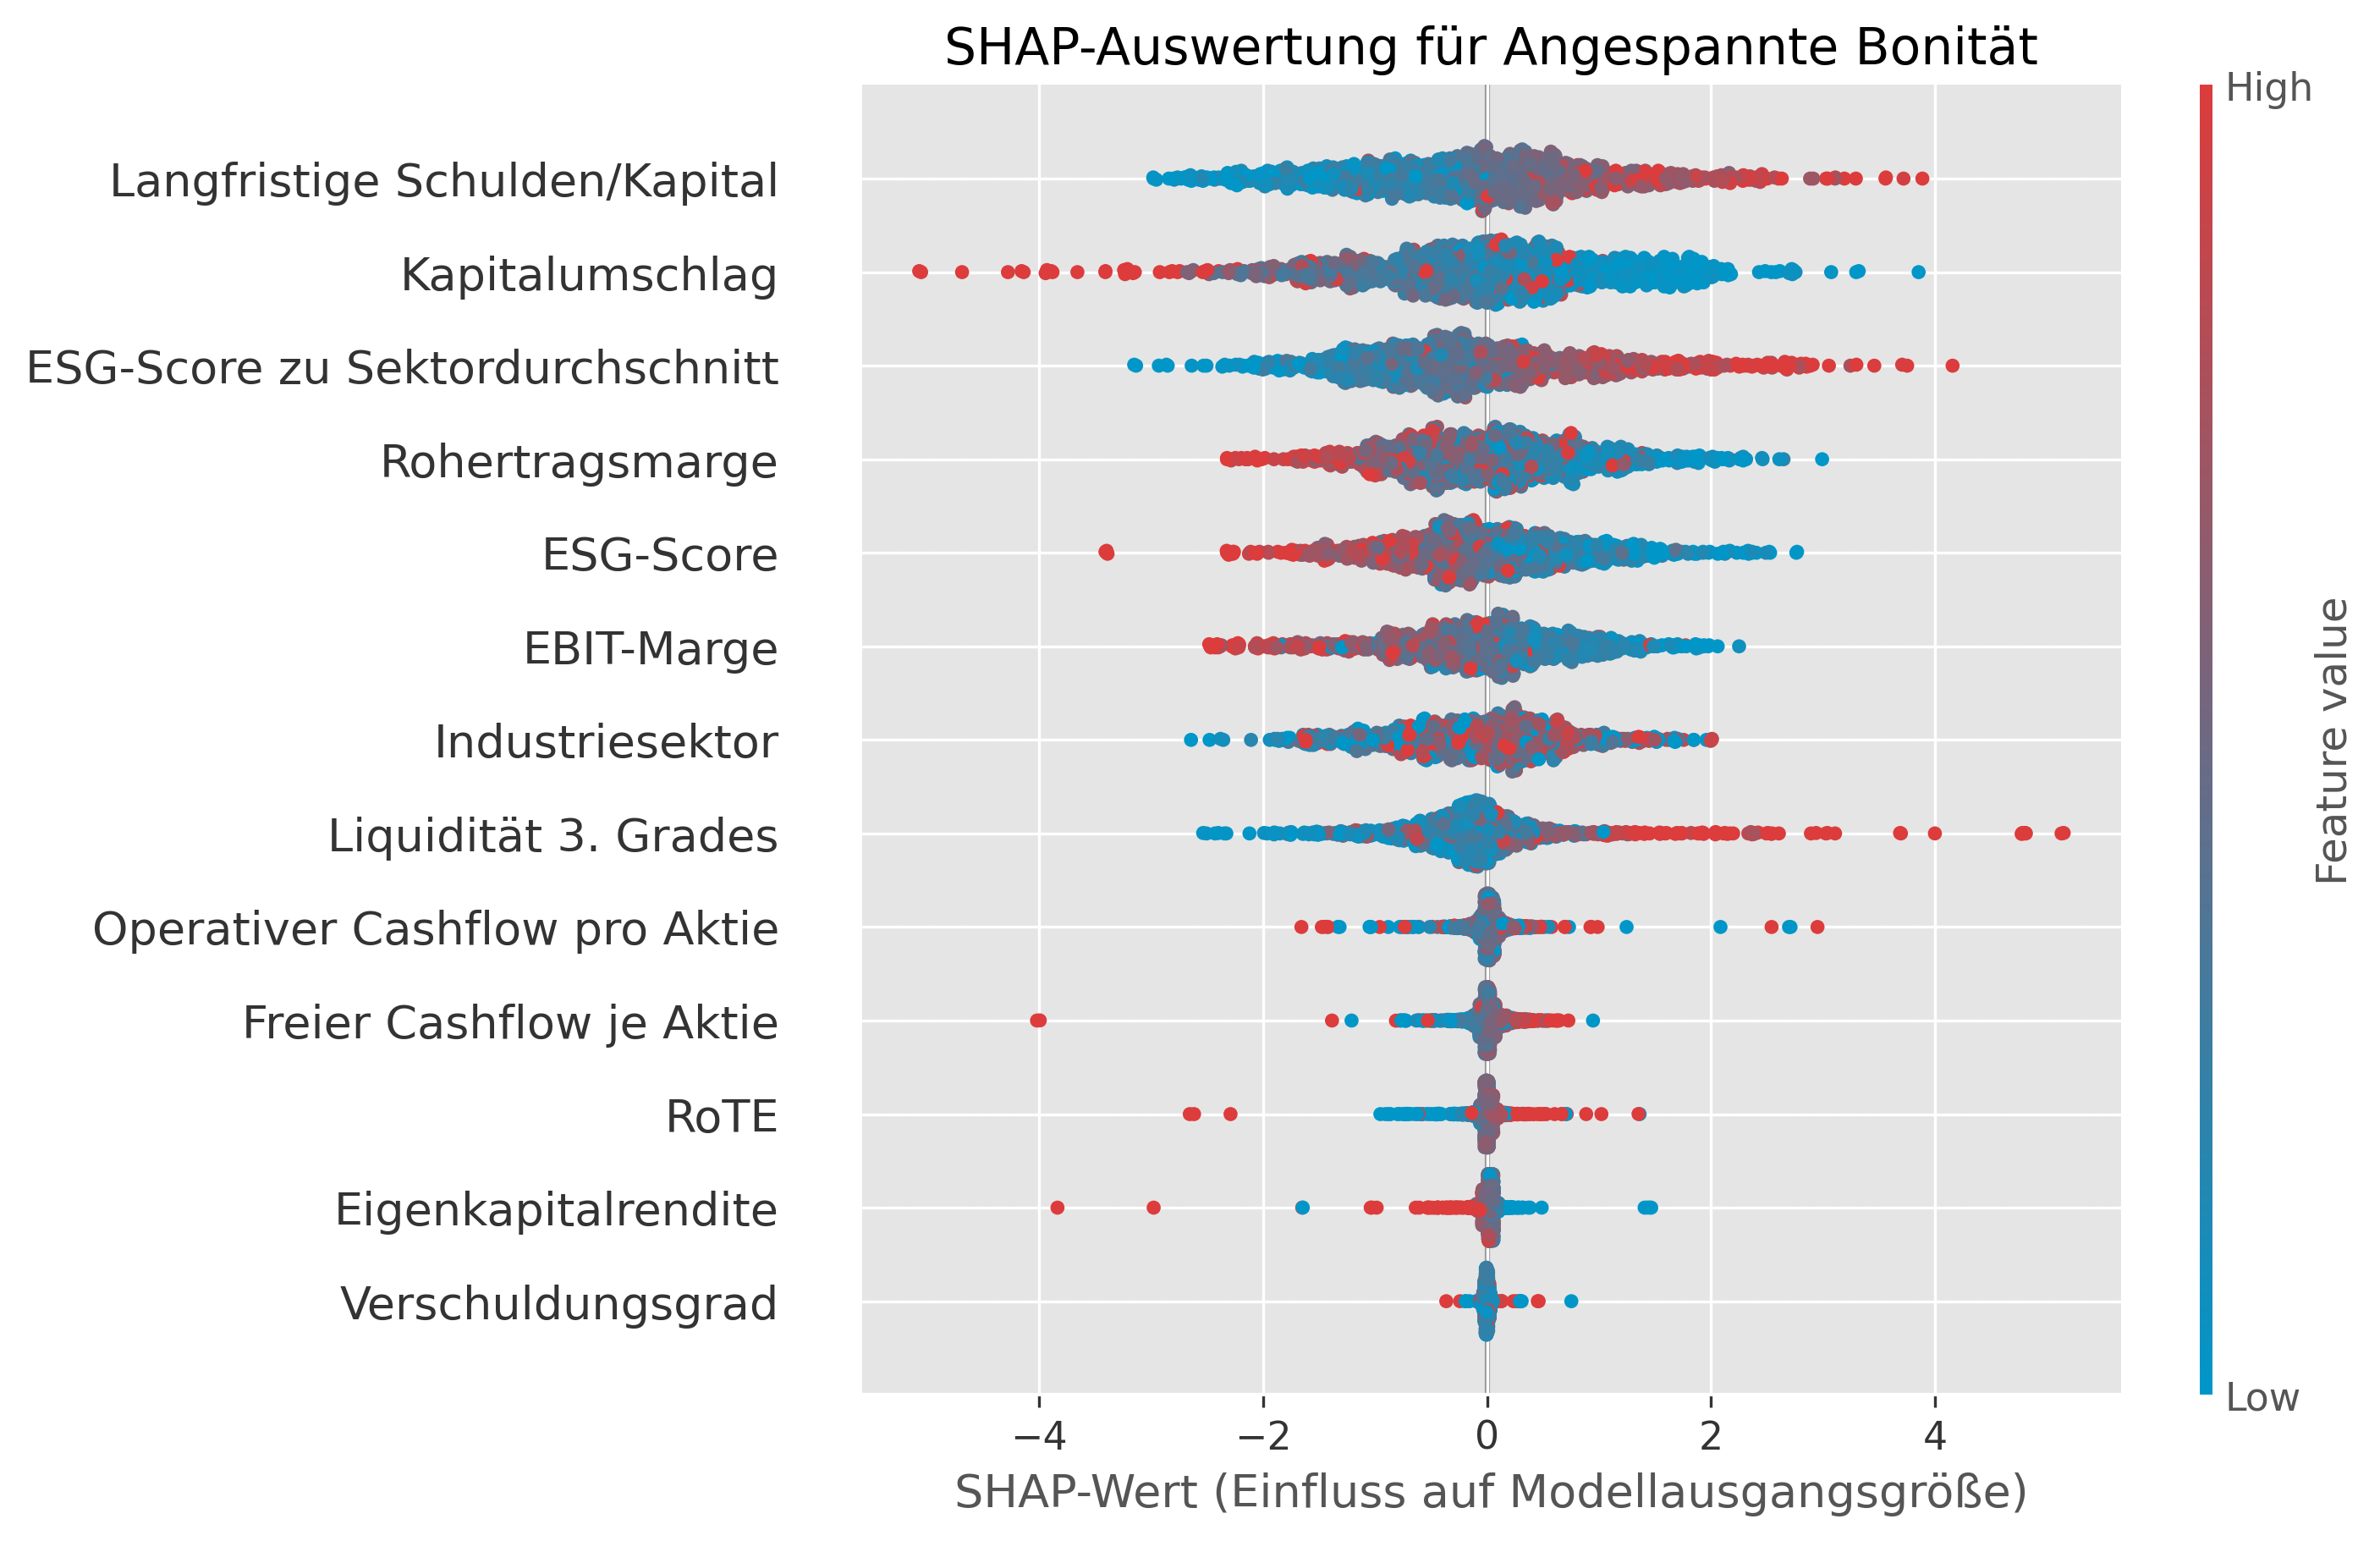 SHAP-Auswertung für Angespannte Bonität
High
Langfristige Schulden/Kapital
Kapitalumschlag
ESG-Score zu Sektordurchschnitt
Rohertragsmarge
ESG-Score
EBIT-Marge
Industriesektor
Liquidität 3. Grades
Operativer Cashflow pro Aktie
Freier Cashflow je Aktie
RoTE
Eigenkapitalrendite
Verschuldungsgrad
Feature value
Low
−4 −2 0 2 4
SHAP-Wert (Einfluss auf Modellausgangsgröße)